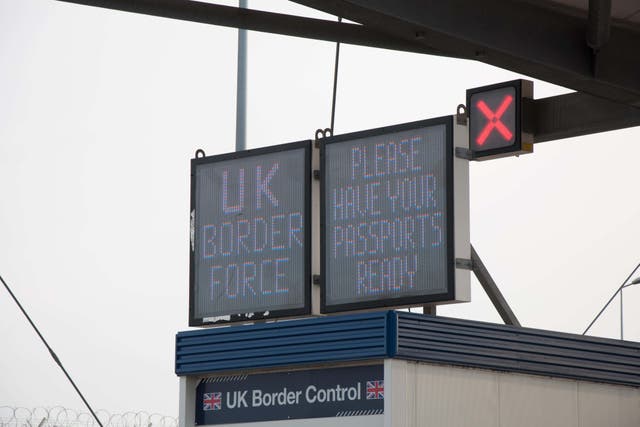 UK
BORDER
FORCE
PLEASE
HAVE YOUR
PASSPORTS
READY
UK Border Control